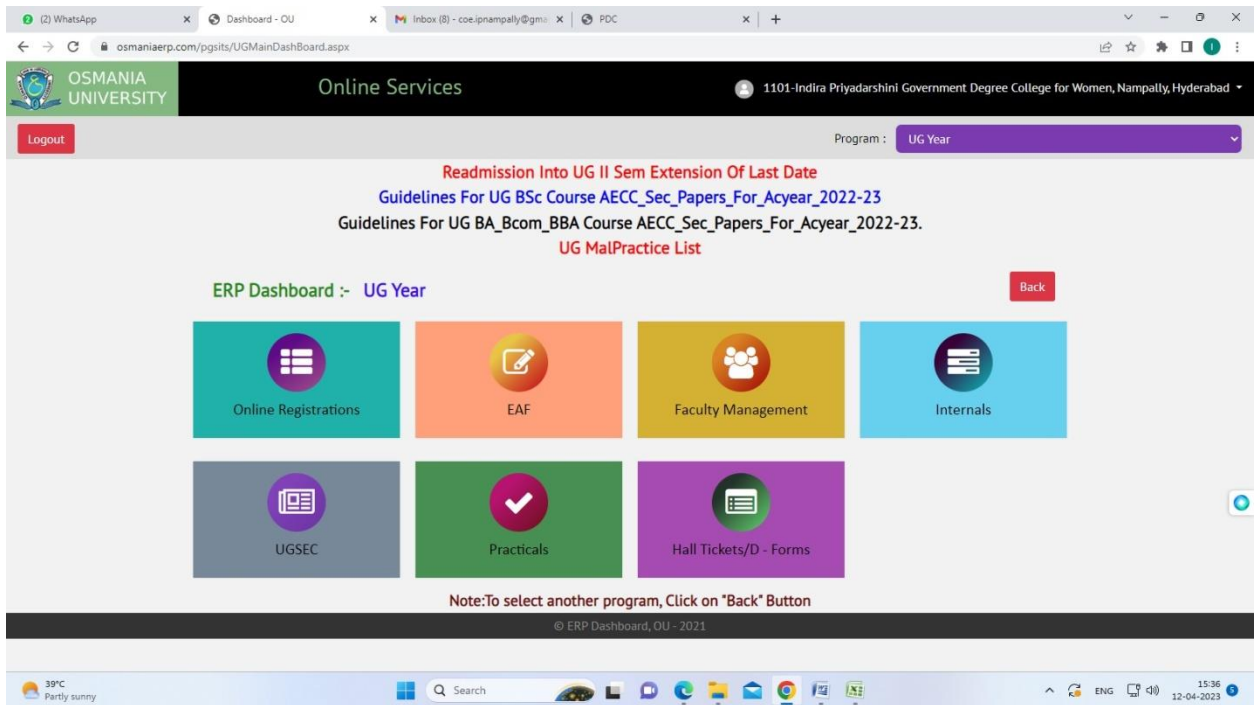 (2) WhatsApp
Dashboard - OU
Inbox (8) - coe.ipnampally@gma
PDC
osmaniaerp.com/pgsits/UGMainDashBoard.aspx
OSMANIA UNIVERSITY
Online Services
1101-Indira Priyadarshini Government Degree College for Women, Nampally, Hyderabad
Logout
Program :
UG Year
Readmission Into UG II Sem Extension Of Last Date
Guidelines For UG BSc Course AECC_Sec_Papers_For_Acyear_2022-23
Guidelines For UG BA_Bcom_BBA Course AECC_Sec_Papers_For_Acyear_2022-23.
UG MalPractice List
ERP Dashboard :- UG Year
Back
Online Registrations
EAF
Faculty Management
Internals
UGSEC
Practicals
Hall Tickets/D - Forms
Note:To select another program, Click on "Back" Button
© ERP Dashboard, OU - 2021
39°C
Partly sunny
Search
ENG
15:36
12-04-2023